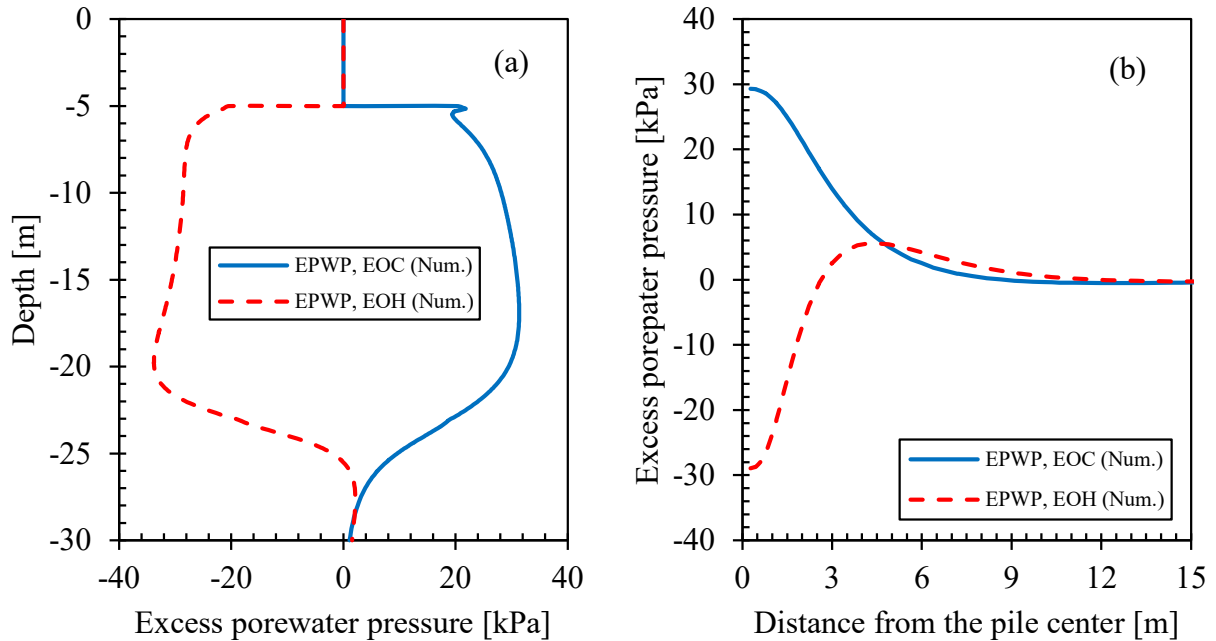 (a)
0
-5
-10
-15
-20
-25
-30
Depth [m]
EPWP, EOC (Num.)
EPWP, EOH (Num.)
-40
-20
0
20
40
Excess porewater pressure [kPa]
(b)
40
30
20
10
0
-10
-20
-30
-40
Excess porepater pressure [kPa]
EPWP, EOC (Num.)
EPWP, EOH (Num.)
0
3
6
9
12
15
Distance from the pile center [m]